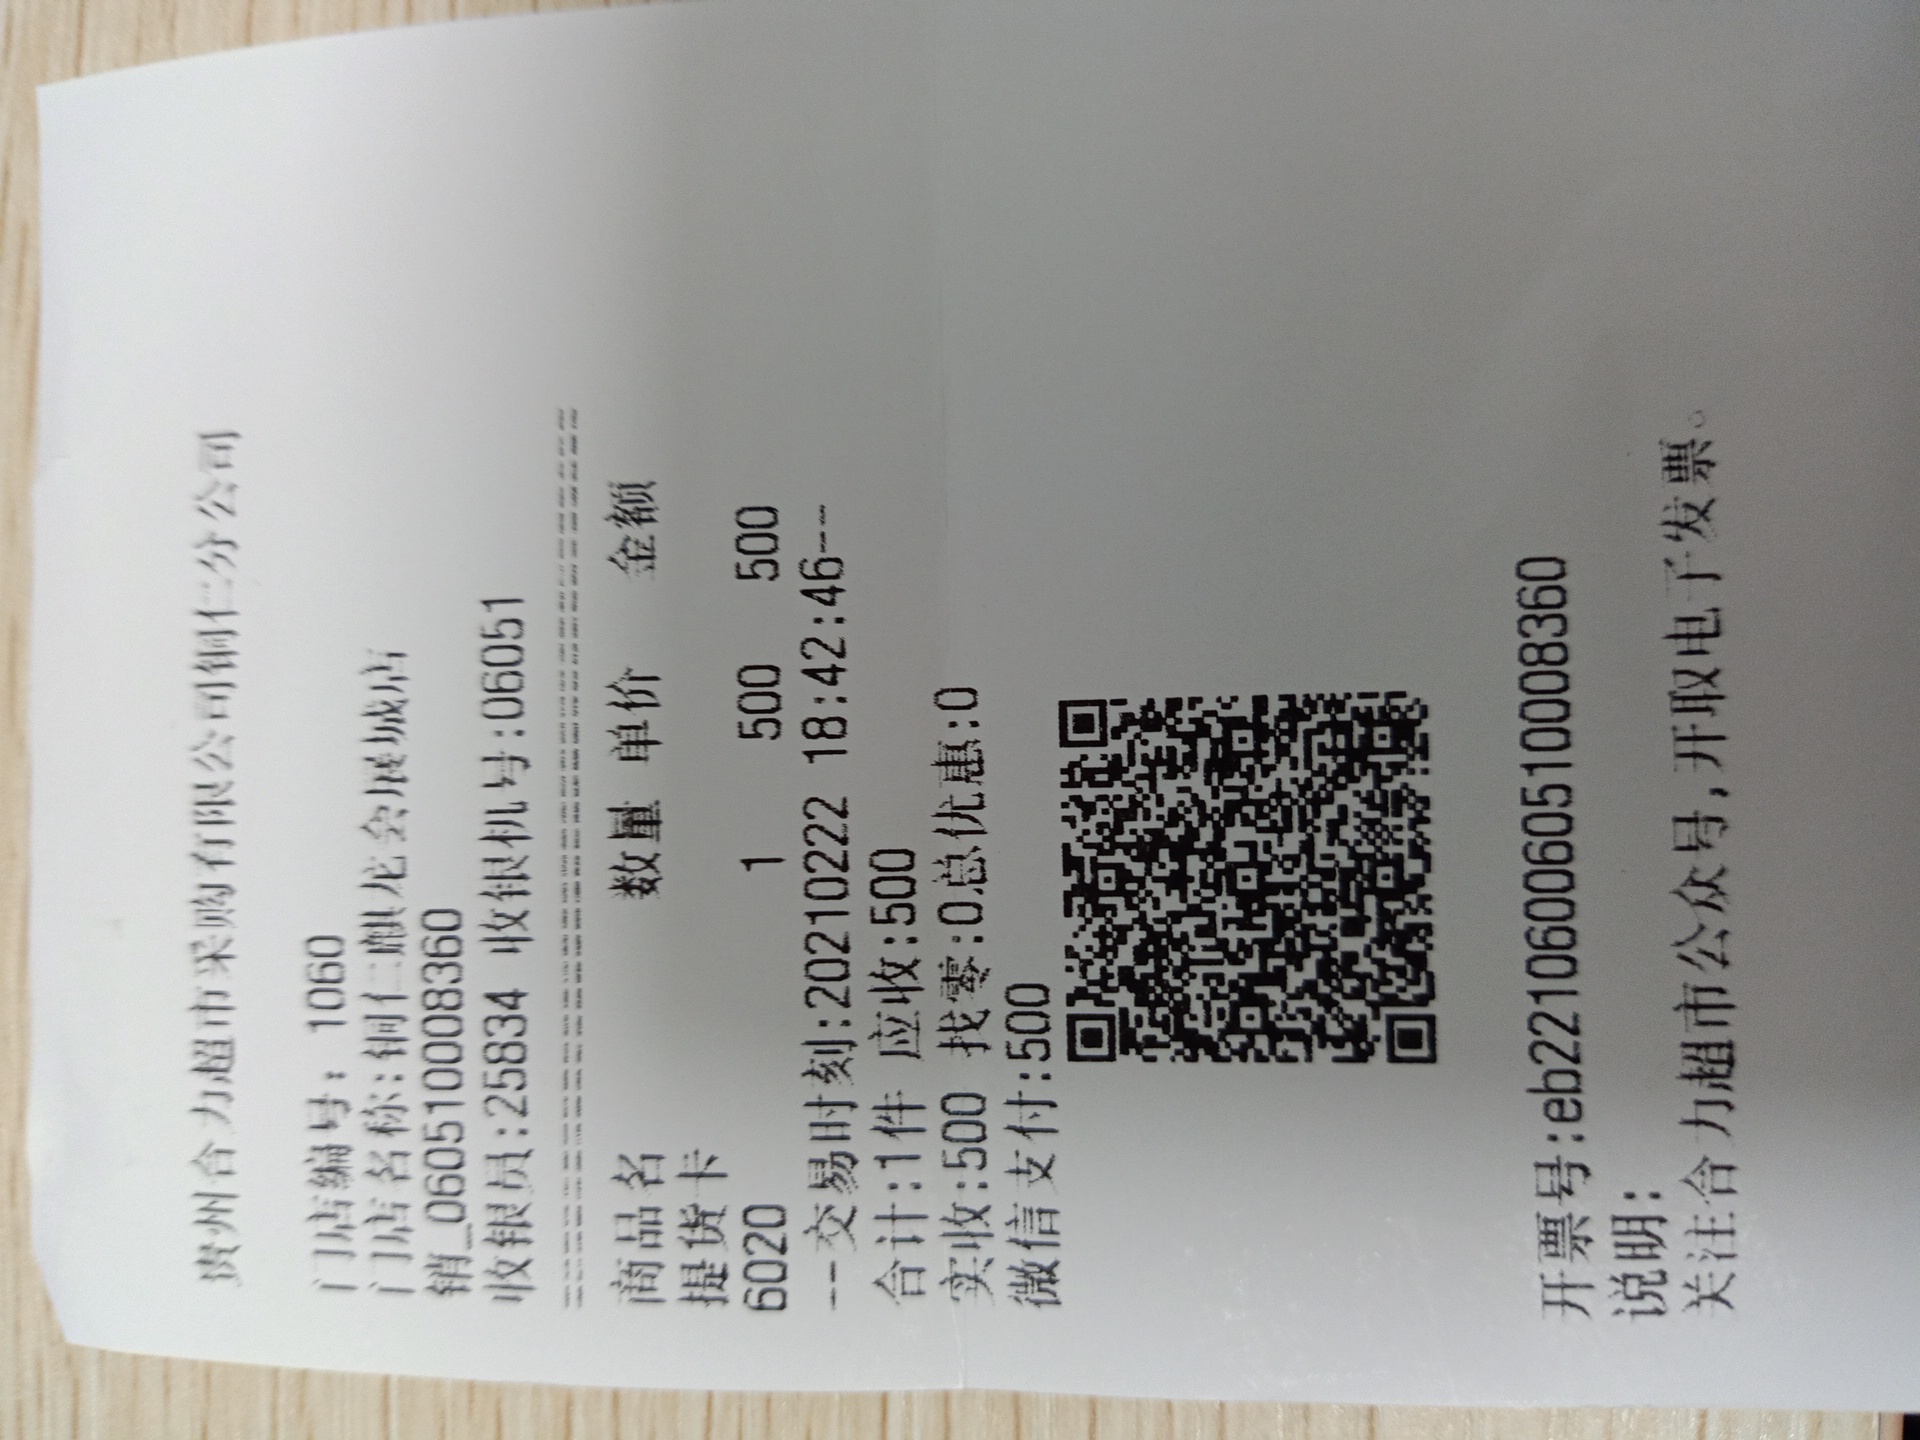 贵州合力超市采购有限公司铜仁分公司
门店编号: 1060
门店名称:铜仁麒龙会展城店
销_060510008360
收银员:25834 收银机号:06051
商品名 数量 单价 金额
提货卡
6020 1 500 500
--交易时刻:20210222 18:42:46--
合计:1件 应收:500
实收:500 找零:0总优惠:0
微信支付:500
开票号:eb221060060510008360
说明:
关注合力超市公众号,开取电子发票。